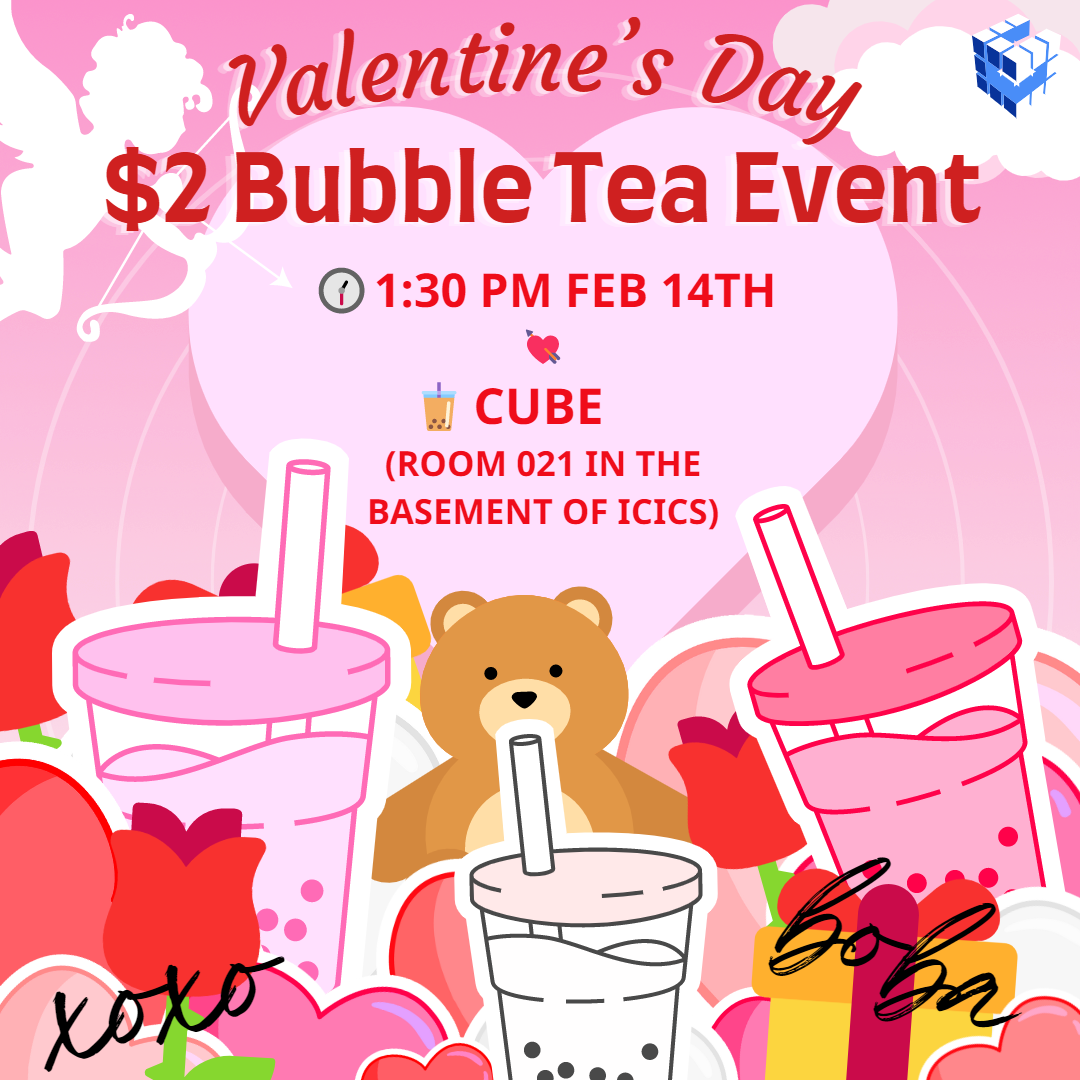 Valentine's Day
$2 Bubble Tea Event
1:30 PM FEB 14TH
CUBE
(ROOM 021 IN THE
BASEMENT OF ICICS)
xoxo
boba